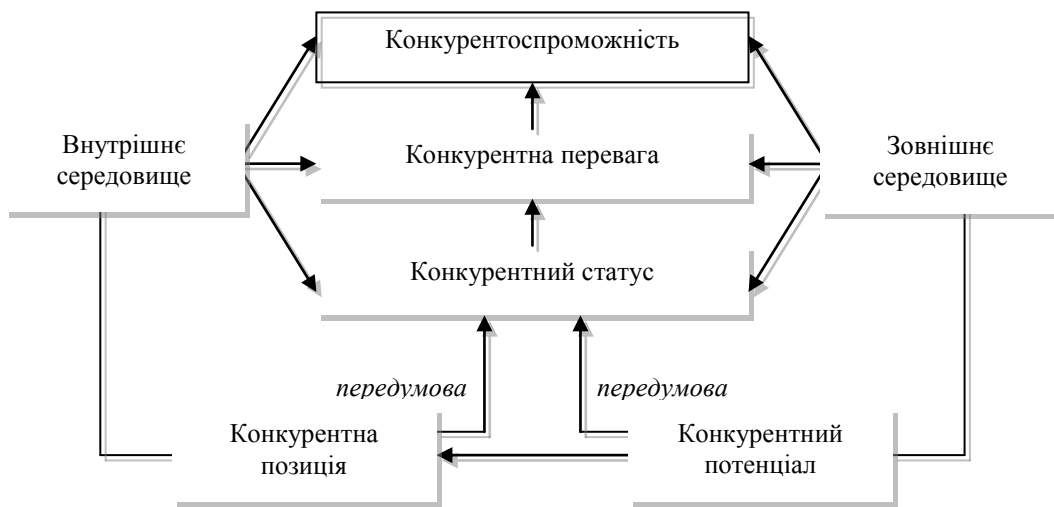 Конкурентоспроможність
Внутрішнє
середовище
Конкурентна перевага
Зовнішнє
середовище
Конкурентний статус
передумова
передумова
Конкурентна
позиція
Конкурентний
потенціал